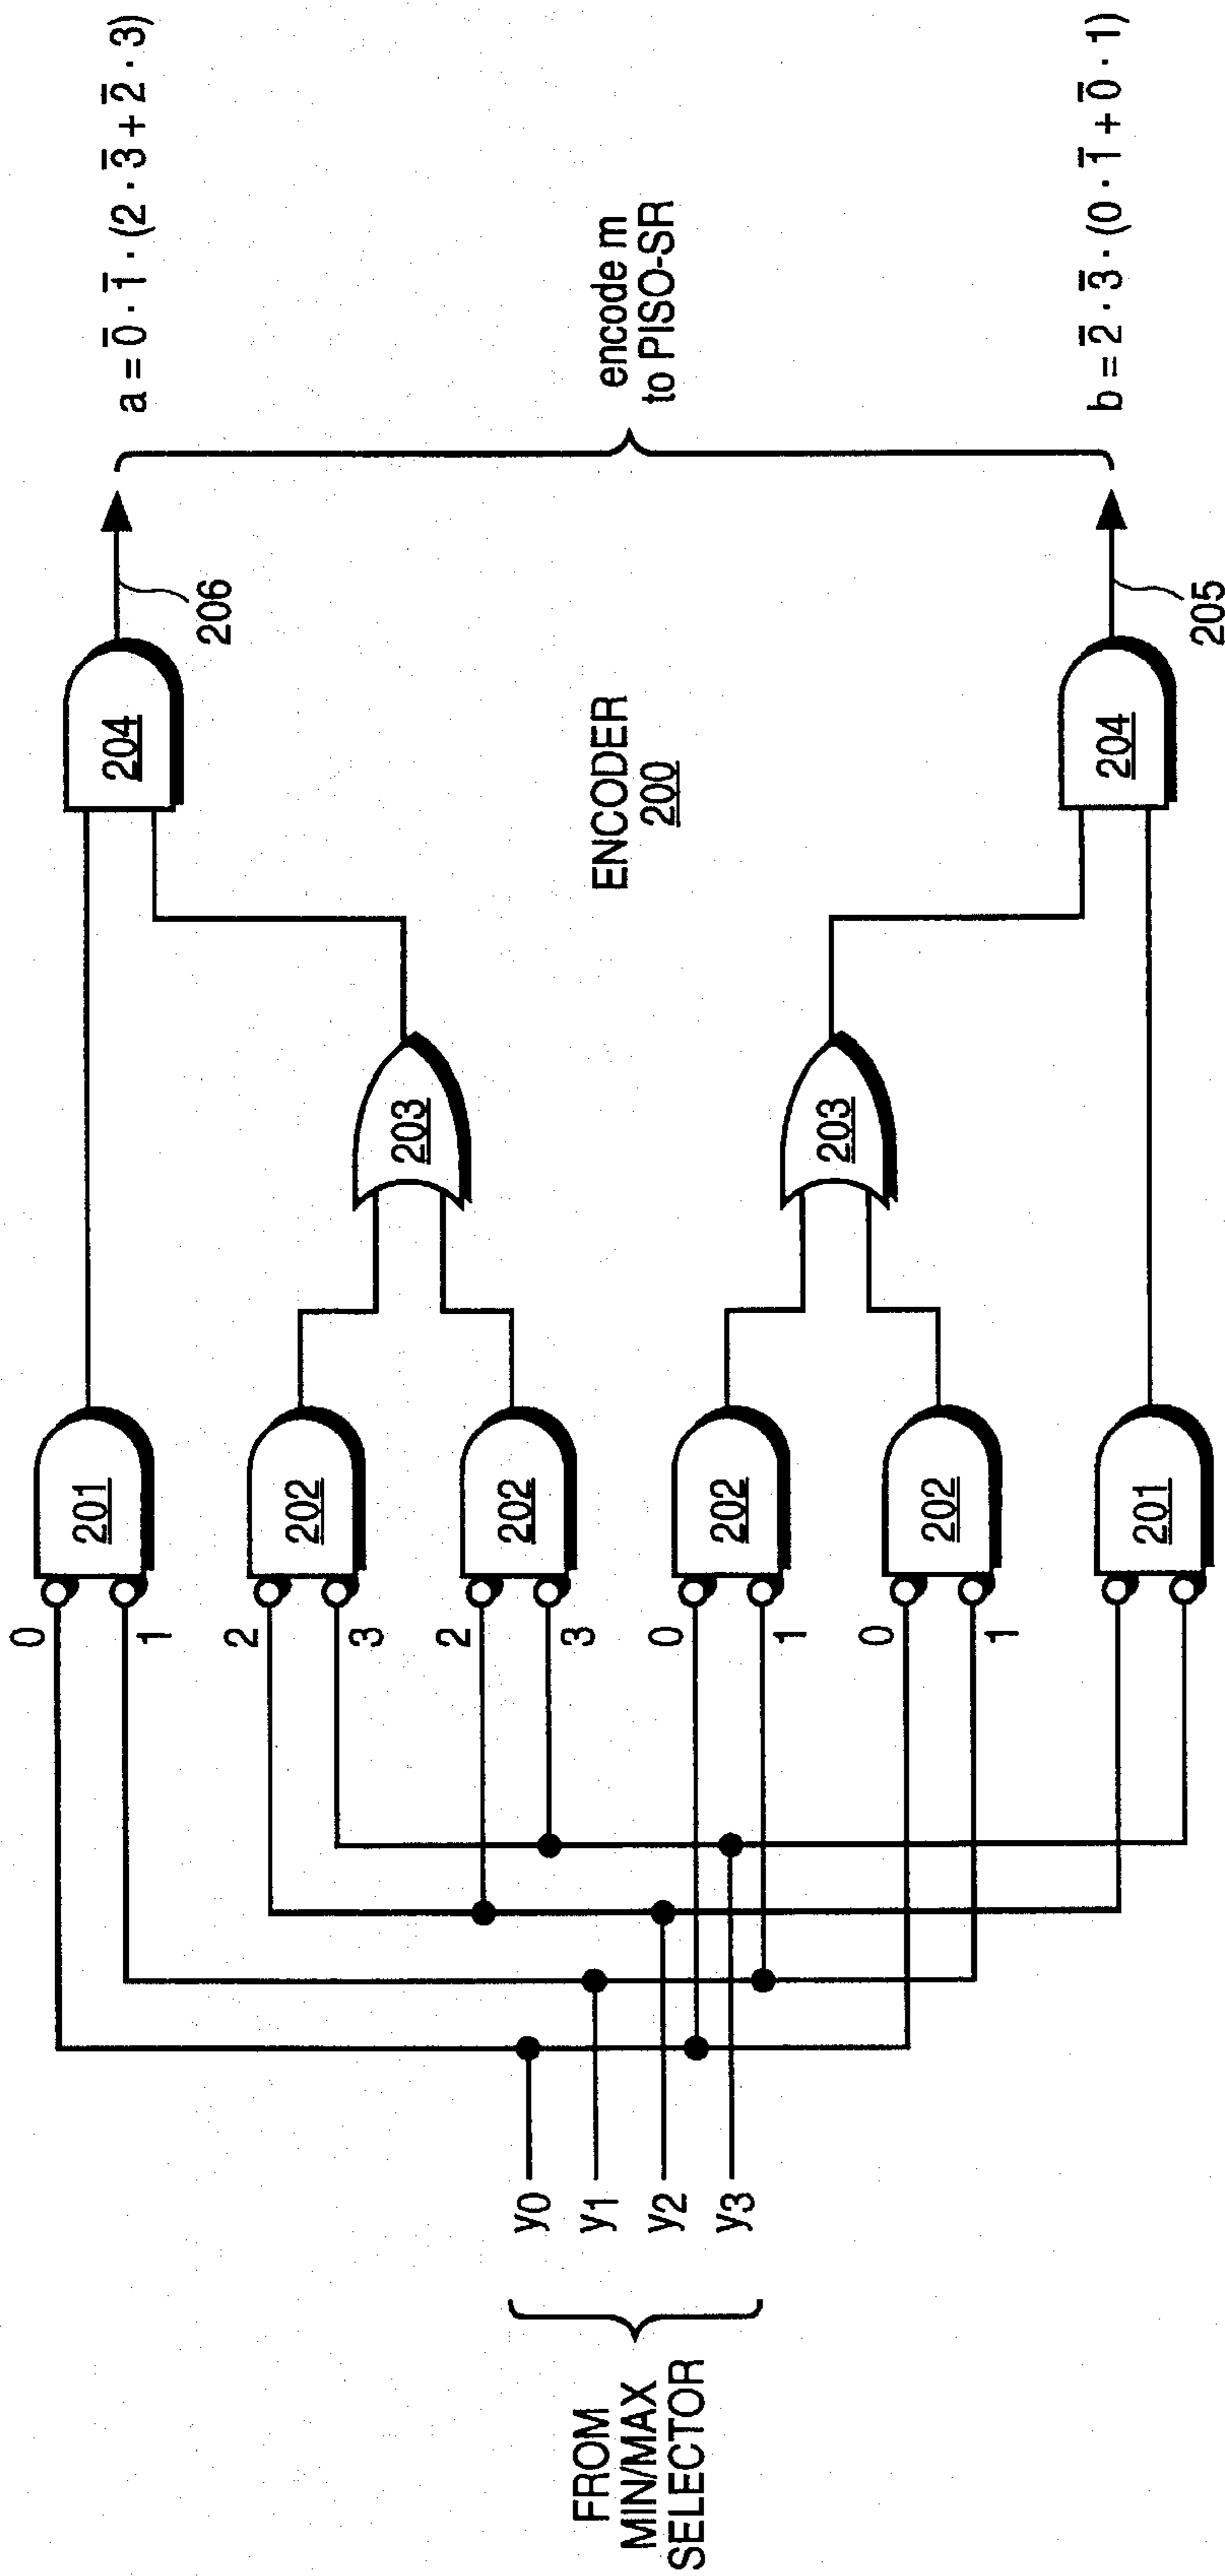 FROM
MIN/MAX
SELECTOR
y0
y1
y2
y3
0
1
2
3
2
3
0
1
0
1
201
202
202
202
202
201
203
203
204
204
206
205
ENCODER
200
encode m
to PISO-SR
a = 0̅ · 1̅ · (2 · 3̅ + 2̅ · 3)
b = 2̅ · 3̅ · (0 · 1̅ + 0̅ · 1)